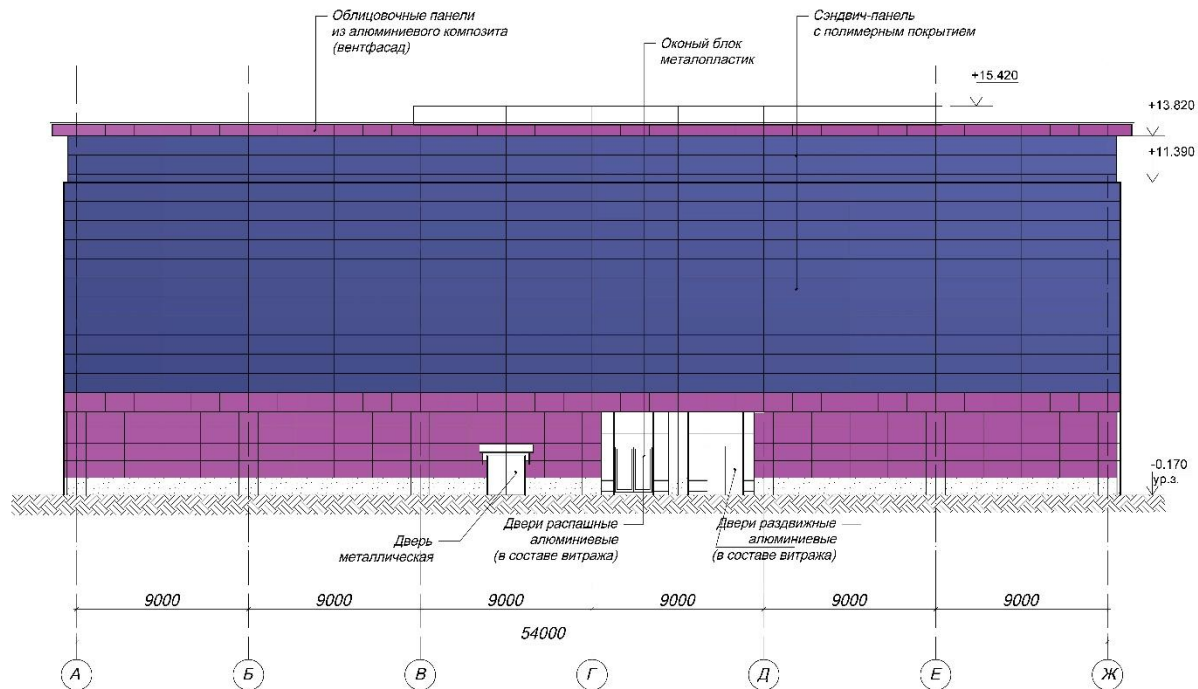 Облицовочные панели
из алюминиевого композита
(вентфасад)
Оконый блок
металопластик
Сэндвич-панель
с полимерным покрытием
+15.420
+13.820
+11.390
-0.170
ур.з.
Дверь
металлическая
Двери распашные
алюминиевые
(в составе витража)
Двери раздвижные
алюминиевые
(в составе витража)
9000
9000
9000
9000
9000
9000
54000
А
Б
В
Г
Д
Е
Ж